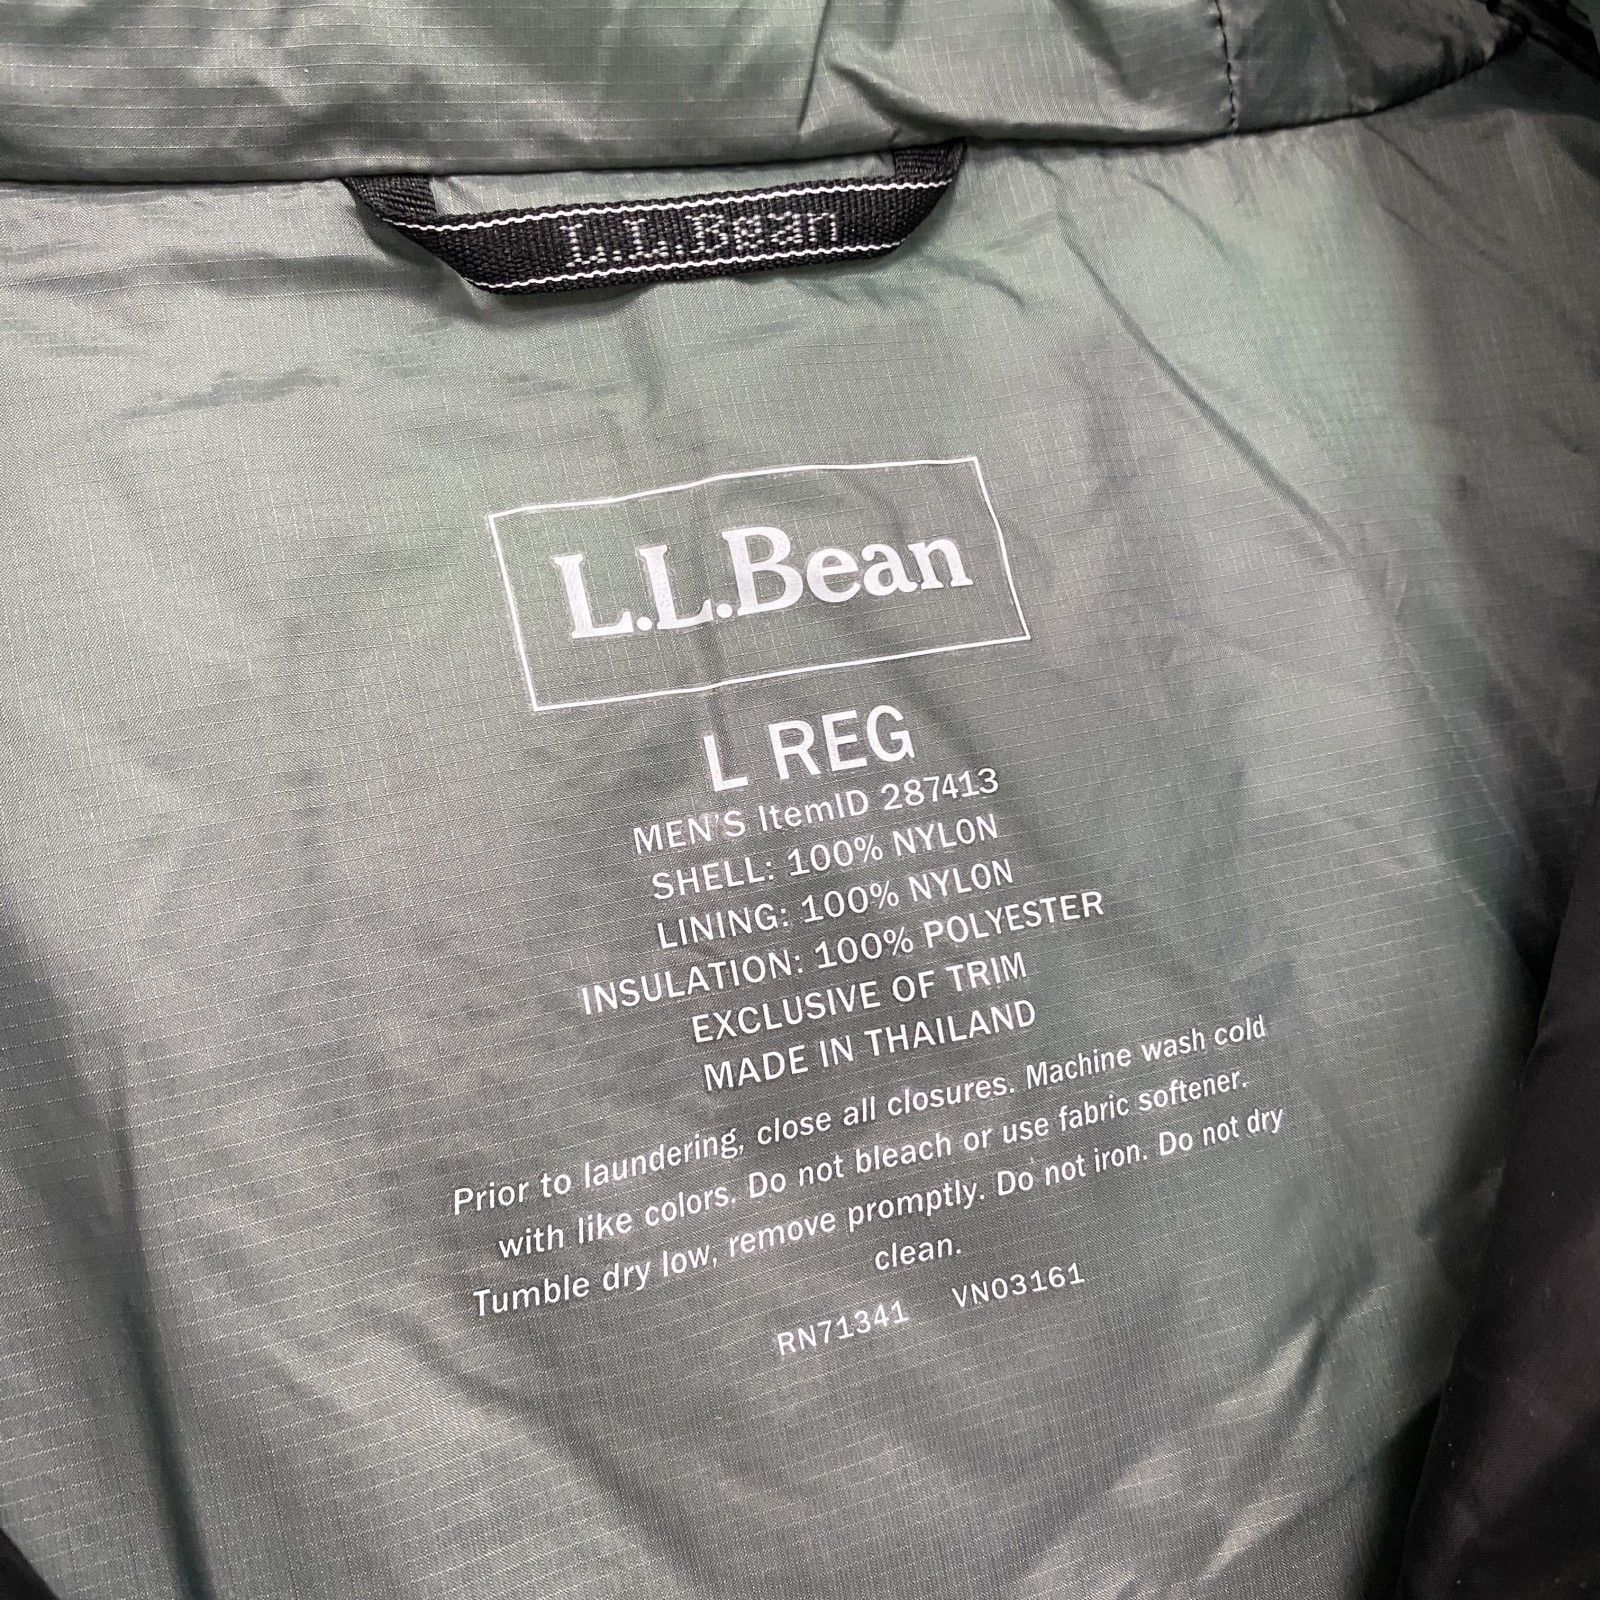 L.L.Bean
L.L.Bean
L REG
MEN'S ItemID 287413
SHELL: 100% NYLON
LINING: 100% NYLON
INSULATION: 100% POLYESTER
EXCLUSIVE OF TRIM
MADE IN THAILAND
Prior to laundering, close all closures. Machine wash cold
with like colors. Do not bleach or use fabric softener.
Tumble dry low, remove promptly. Do not iron. Do not dry
clean.
RN71341 VN03161